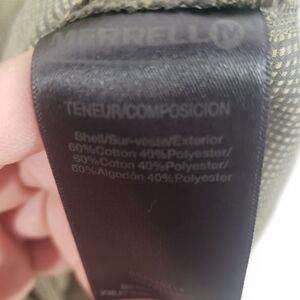 MERRELL
TENEUR/COMPOSICION
Shell/Sur-veste/Exterior
60%Cotton 40%Polyester/
60%Coton 40%Polyester/
60%Algodón 40%Polyester